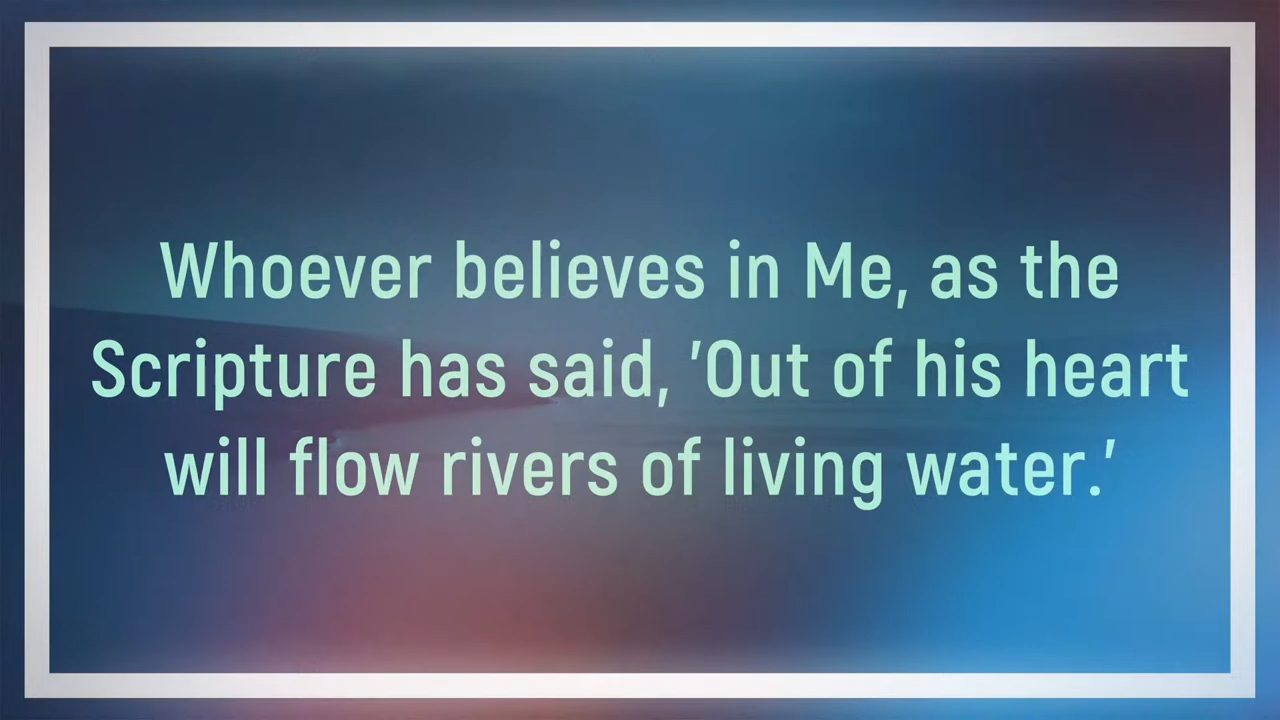 Whoever believes in Me, as the
Scripture has said, 'Out of his heart
will flow rivers of living water.'